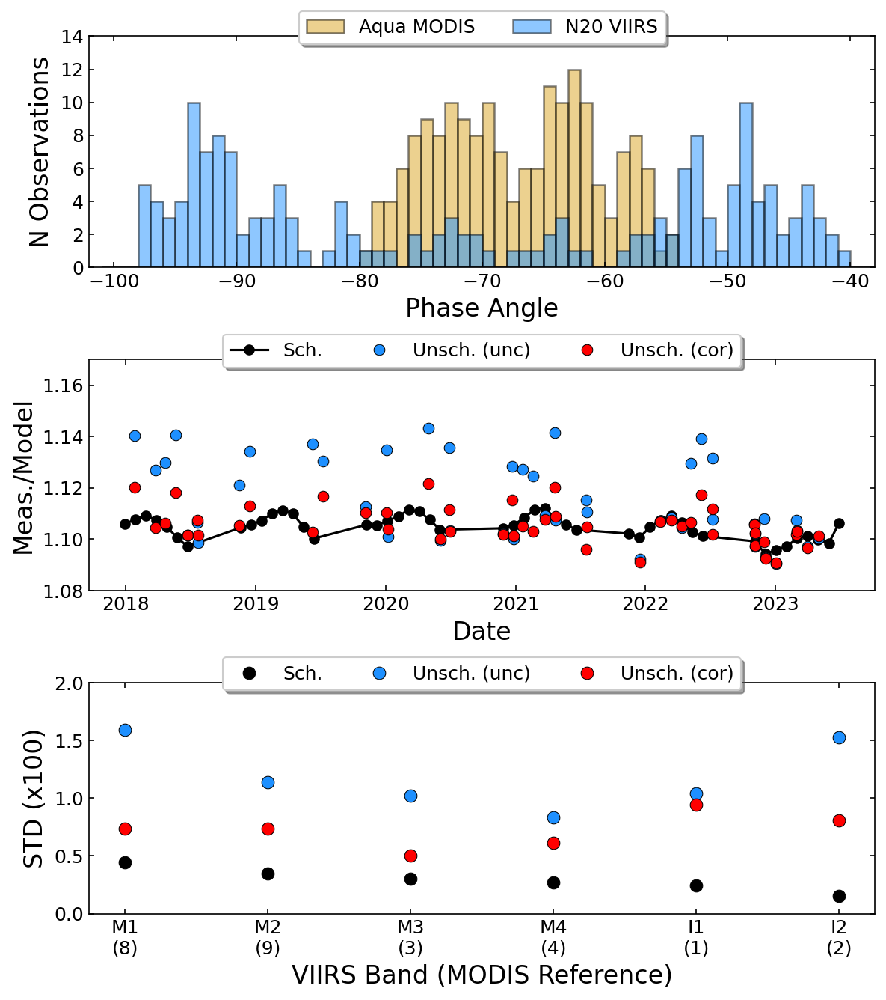 Aqua MODIS N20 VIIRS
14
12
10
8
6
4
2
0
N Observations
−100 −90 −80 −70 −60 −50 −40
Phase Angle
Sch. Unsch. (unc) Unsch. (cor)
1.16
1.14
1.12
1.10
1.08
Meas./Model
2018 2019 2020 2021 2022 2023
Date
Sch. Unsch. (unc) Unsch. (cor)
2.0
1.5
1.0
0.5
0.0
STD (x100)
M1 M2 M3 M4 I1 I2
(8) (9) (3) (4) (1) (2)
VIIRS Band (MODIS Reference)